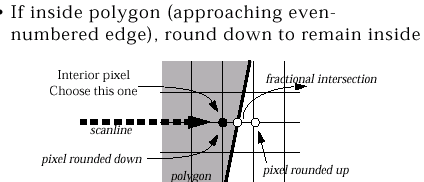 • If inside polygon (approaching even-
numbered edge), round down to remain inside
Interior pixel
Choose this one
fractional intersection
scanline
pixel rounded down
pixel rounded up
polygon